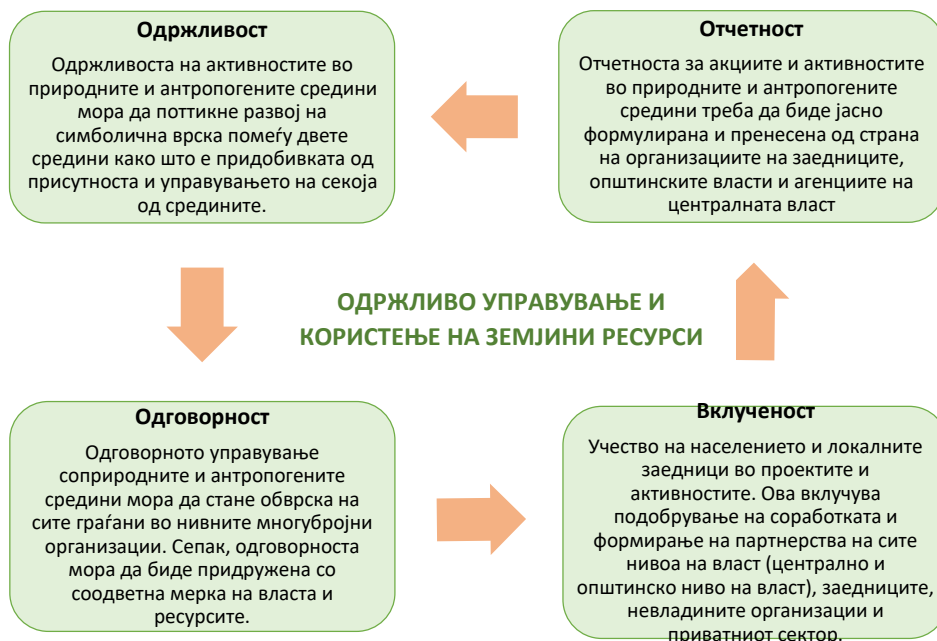 Одржливост
Одржливоста на активностите во
природните и антропогените средини
мора да поттикне развој на
симболична врска помеѓу двете
средини како што е придобивката од
присутноста и управувањето на секоја
од средините.
Отчетност
Отчетноста за акциите и активностите
во природните и антропогените
средини треба да биде јасно
формулирана и пренесена од страна
на организациите на заедниците,
општинските власти и агенциите на
централната власт
ОДРЖЛИВО УПРАВУВАЊЕ И
КОРИСТЕЊЕ НА ЗЕМЈИНИ РЕСУРСИ
Одговорност
Одговорното управување
соприродните и антропогените
средини мора да стане обврска на
сите граѓани во нивните многубројни
организации. Сепак, одговорноста
мора да биде придружена со
соодветна мерка на власта и
ресурсите.
Вклученост
Учество на населението и локалните
заедници во проектите и
активностите. Ова вклучува
подобрување на соработката и
формирање на партнерства на сите
нивоа на власт (централно и
општинско ниво на власт), заедниците,
невладините организации и
приватниот сектор.